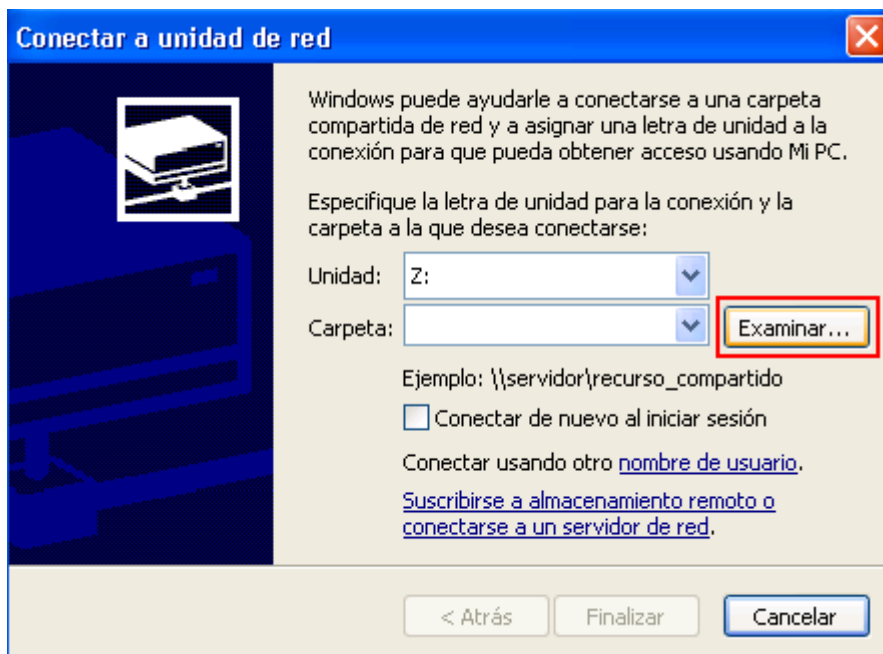 Conectar a unidad de red
Windows puede ayudarle a conectarse a una carpeta
compartida de red y a asignar una letra de unidad a la
conexión para que pueda obtener acceso usando Mi PC.
Especifique la letra de unidad para la conexión y la
carpeta a la que desea conectarse:
Unidad: Z:
Carpeta: Examinar...
Ejemplo: \\servidor\recurso_compartido
Conectar de nuevo al iniciar sesión
Conectar usando otro nombre de usuario.
Suscribirse a almacenamiento remoto o
conectarse a un servidor de red.
< Atrás Finalizar Cancelar